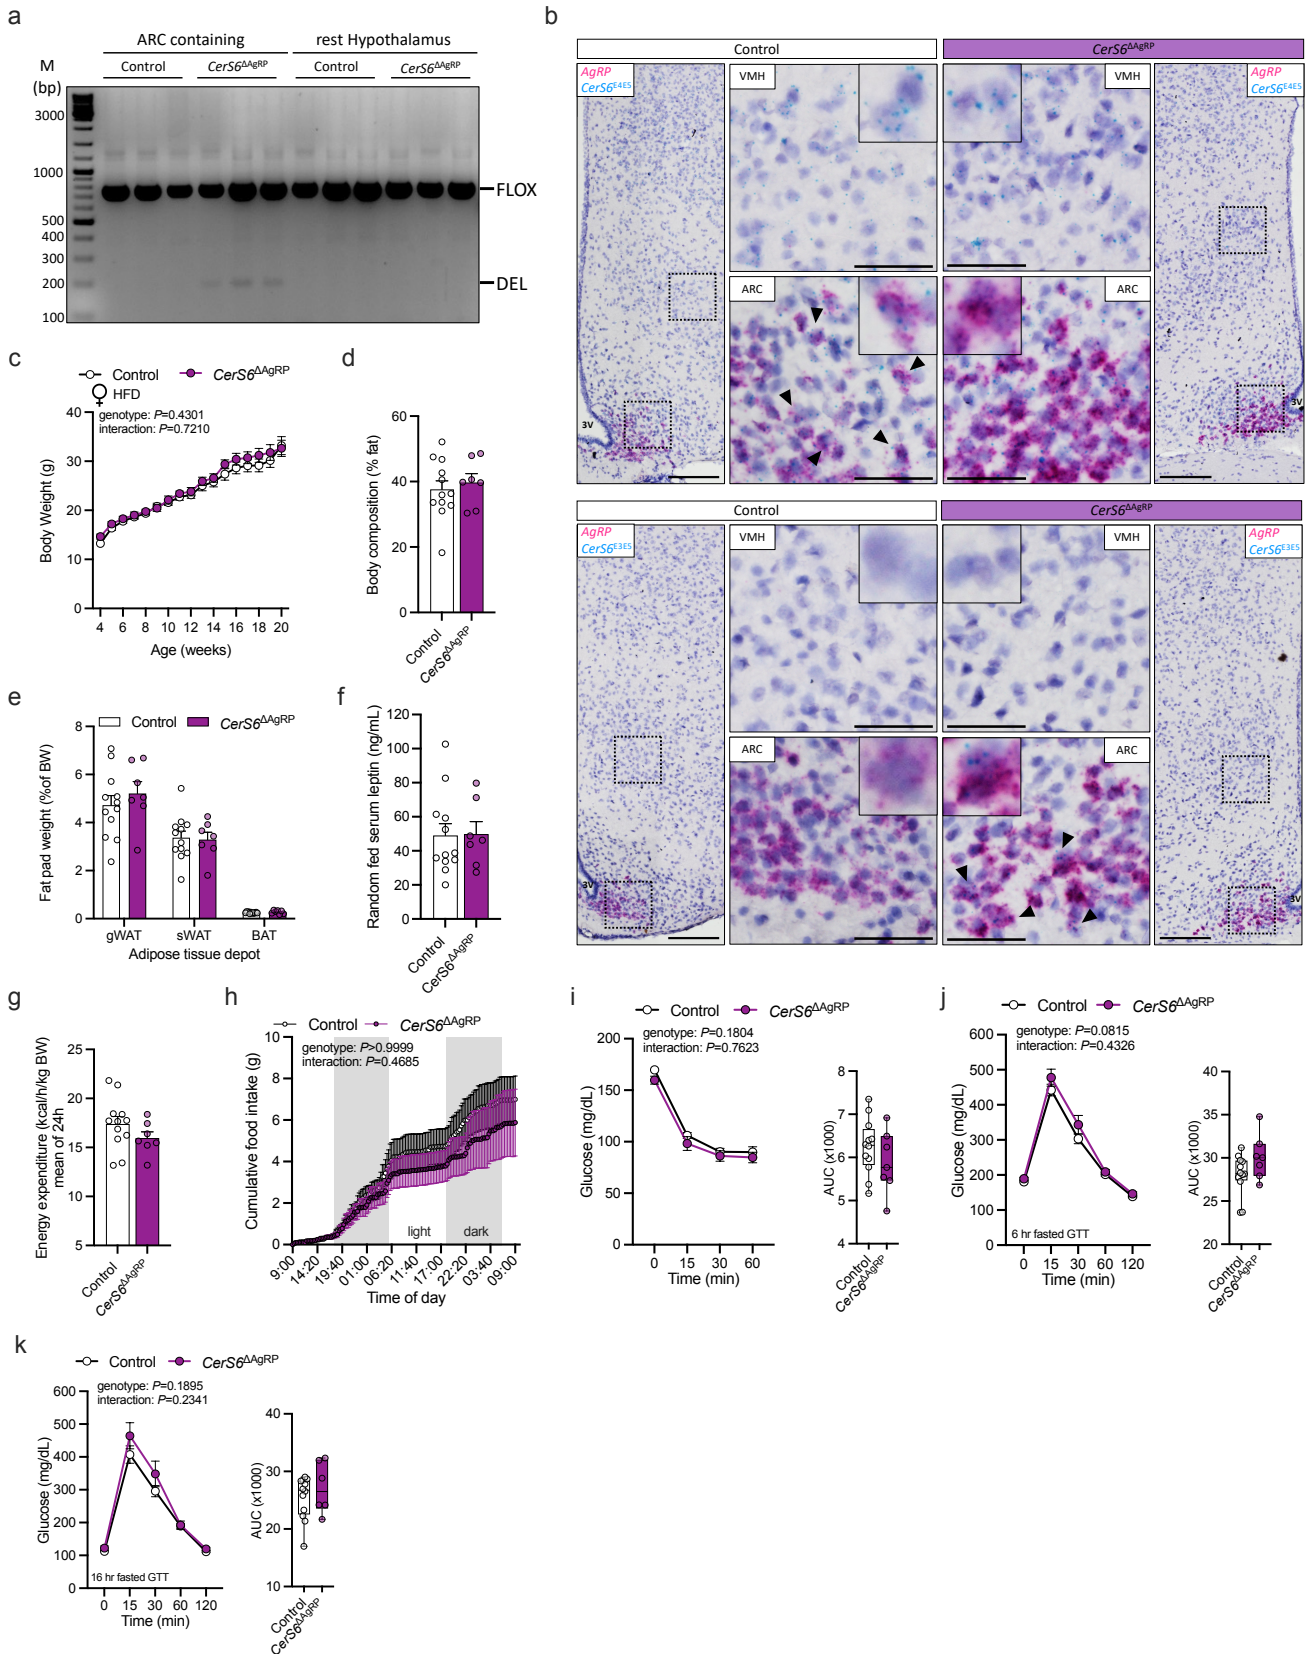 a
ARC containing
rest Hypothalamus
M
(bp)
Control
CerS6ΔAgRP
Control
CerS6ΔAgRP
3000
1000
500
400
300
200
100
FLOX
DEL
b
Control
CerS6ΔAgRP
AgRP
CerS6E4E5
VMH
VMH
AgRP
CerS6E4E5
ARC
ARC
3V
3V
Control
CerS6ΔAgRP
AgRP
CerS6E3E5
VMH
VMH
AgRP
CerS6E3E5
ARC
ARC
3V
3V
c
Control
CerS6ΔAgRP
HFD
genotype: P=0.4301
interaction: P=0.7210
Body Weight (g)
40
30
20
10
0
4 6 8 10 12 14 16 18 20
Age (weeks)
d
Body composition (% fat)
60
40
20
0
Control
CerS6ΔAgRP
e
Control
CerS6ΔAgRP
Fat pad weight (%of BW)
8
6
4
2
0
gWAT sWAT BAT
Adipose tissue depot
f
Random fed serum leptin (ng/mL)
120
100
80
60
40
20
0
Control
CerS6ΔAgRP
g
Energy expenditure (kcal/h/kg BW)
mean of 24h
25
20
15
10
5
Control
CerS6ΔAgRP
h
Control
CerS6ΔAgRP
genotype: P>0.9999
interaction: P=0.4685
Cumulative food intake (g)
10
8
6
4
2
0
light
dark
9:00 14:20 19:40 01:00 06:20 11:40 17:00 22:20 03:40 09:00
Time of day
i
Control
CerS6ΔAgRP
genotype: P=0.1804
interaction: P=0.7623
Glucose (mg/dL)
150
100
50
0
0 15 30 60
Time (min)
AUC (x1000)
8
7
6
5
4
Control
CerS6ΔAgRP
j
Control
CerS6ΔAgRP
genotype: P=0.0815
interaction: P=0.4326
Glucose (mg/dL)
600
500
400
300
200
100
0
6 hr fasted GTT
0 15 30 60 120
Time (min)
AUC (x1000)
40
35
30
25
20
Control
CerS6ΔAgRP
k
Control
CerS6ΔAgRP
genotype: P=0.1895
interaction: P=0.2341
Glucose (mg/dL)
600
500
400
300
200
100
0
16 hr fasted GTT
0 15 30 60 120
Time (min)
AUC (x1000)
40
30
20
10
Control
CerS6ΔAgRP